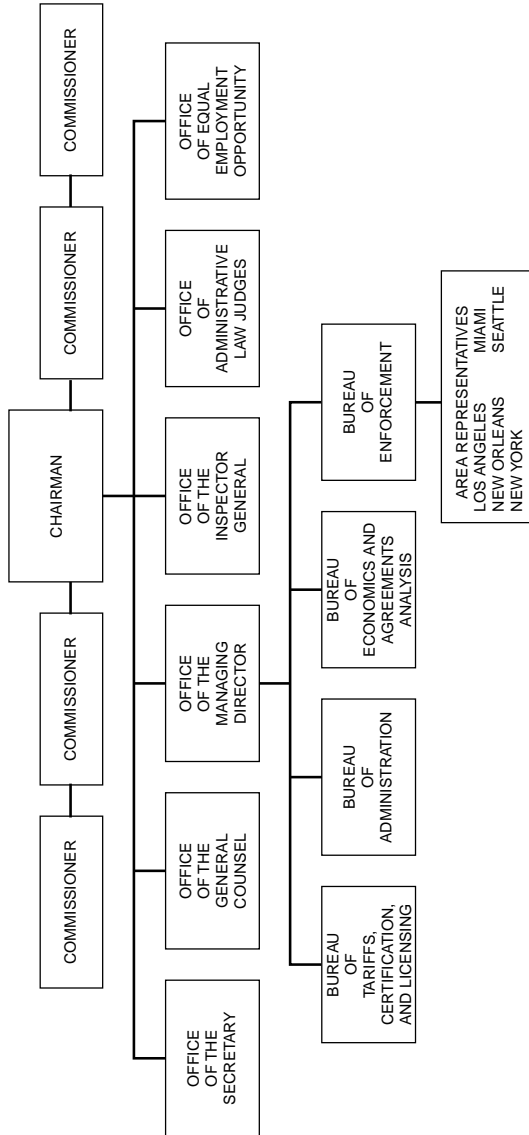 COMMISSIONER
COMMISSIONER
CHAIRMAN
COMMISSIONER
COMMISSIONER
OFFICE
OF THE
SECRETARY
OFFICE
OF THE
GENERAL
COUNSEL
OFFICE
OF THE
MANAGING
DIRECTOR
OFFICE
OF THE
INSPECTOR
GENERAL
OFFICE
OF
ADMINISTRATIVE
LAW JUDGES
OFFICE
OF EQUAL
EMPLOYMENT
OPPORTUNITY
BUREAU
OF
TARIFFS,
CERTIFICATION,
AND LICENSING
BUREAU
OF
ADMINISTRATION
BUREAU
OF
ECONOMICS AND
AGREEMENTS
ANALYSIS
BUREAU
OF
ENFORCEMENT
AREA REPRESENTATIVES
LOS ANGELES MIAMI
NEW ORLEANS SEATTLE
NEW YORK